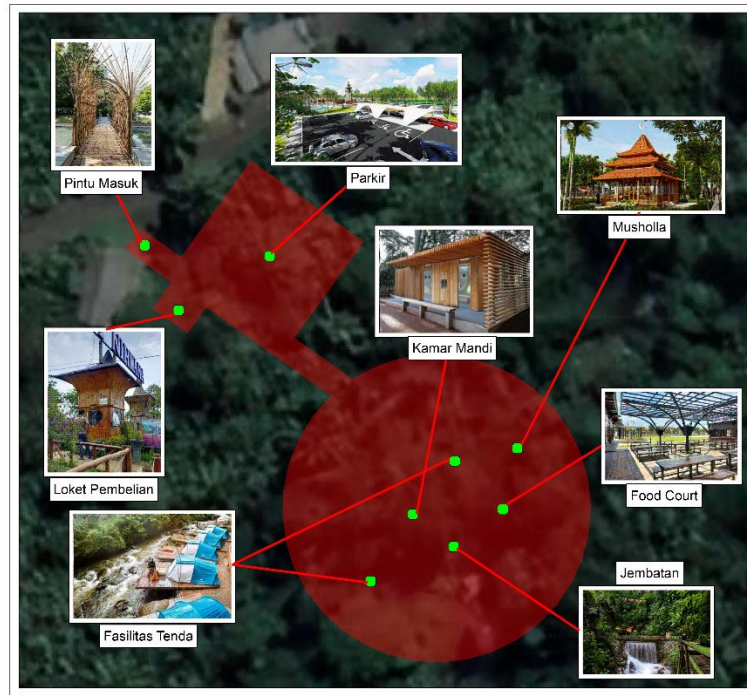 Pintu Masuk
Parkir
Musholla
Kamar Mandi
Loket Pembelian
Food Court
Jembatan
Fasilitas Tenda